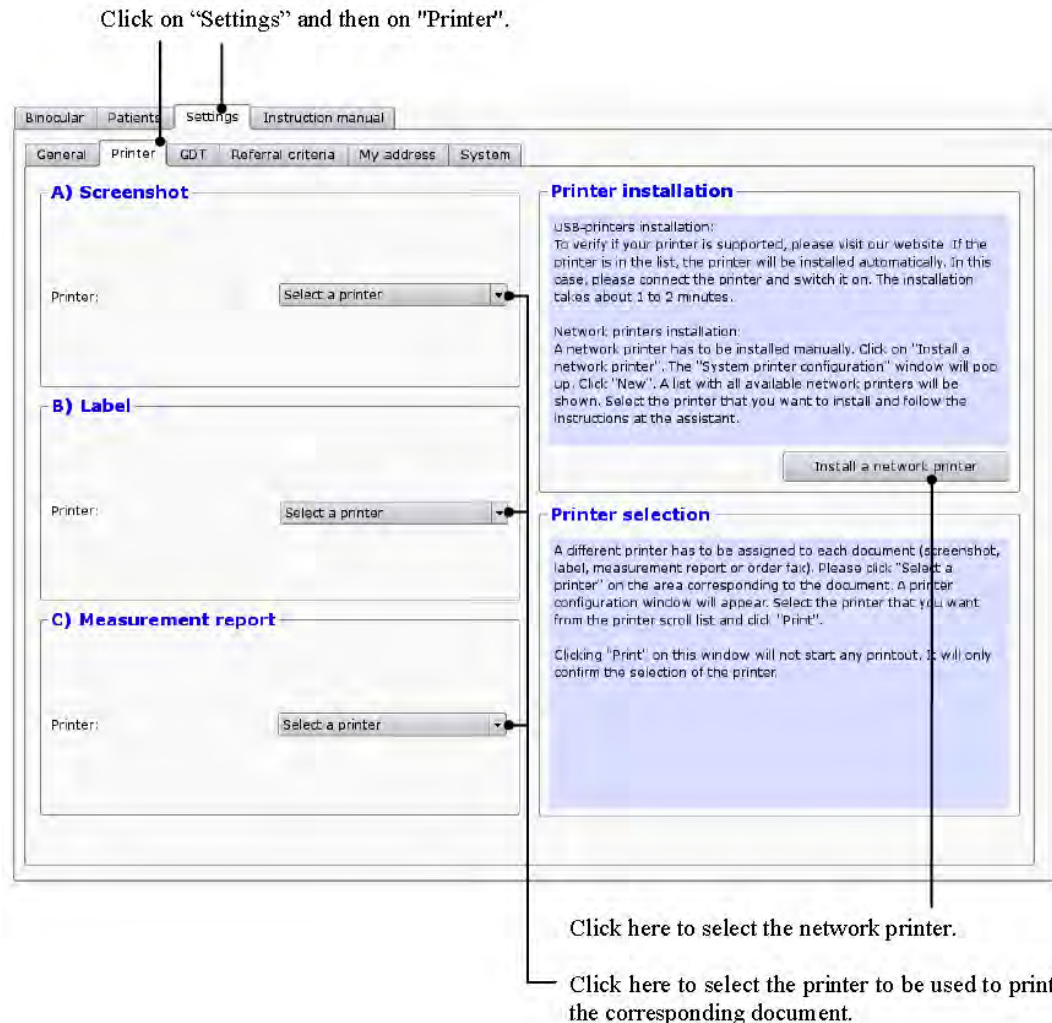 Click on “Settings” and then on "Printer".
Binocular Patients Settings Instruction manual
General Printer GDT Referral criteria My address System
A) Screenshot
Printer: Select a printer
B) Label
Printer: Select a printer
C) Measurement report
Printer: Select a printer
Printer installation
USB-printers installation:
To verify if your printer is supported, please visit our website. If the
printer is in the list, the printer will be installed automatically. In this
case, please connect the printer and switch it on. The installation
takes about 1 to 2 minutes.
Network printers installation:
A network printer has to be installed manually. Click on "Install a
network printer". The "System printer configuration" window will pop
up. Click "New". A list with all available network printers will be
shown. Select the printer that you want to install and follow the
instructions at the assistant.
Install a network printer
Printer selection
A different printer has to be assigned to each document (screenshot,
label, measurement report or order fax). Please click "Select a
printer" on the area corresponding to the document. A printer
configuration window will appear. Select the printer that you want
from the printer scroll list and click "Print".
Clicking "Print" on this window will not start any printout. It will only
confirm the selection of the printer.
Click here to select the network printer.
Click here to select the printer to be used to print
the corresponding document.